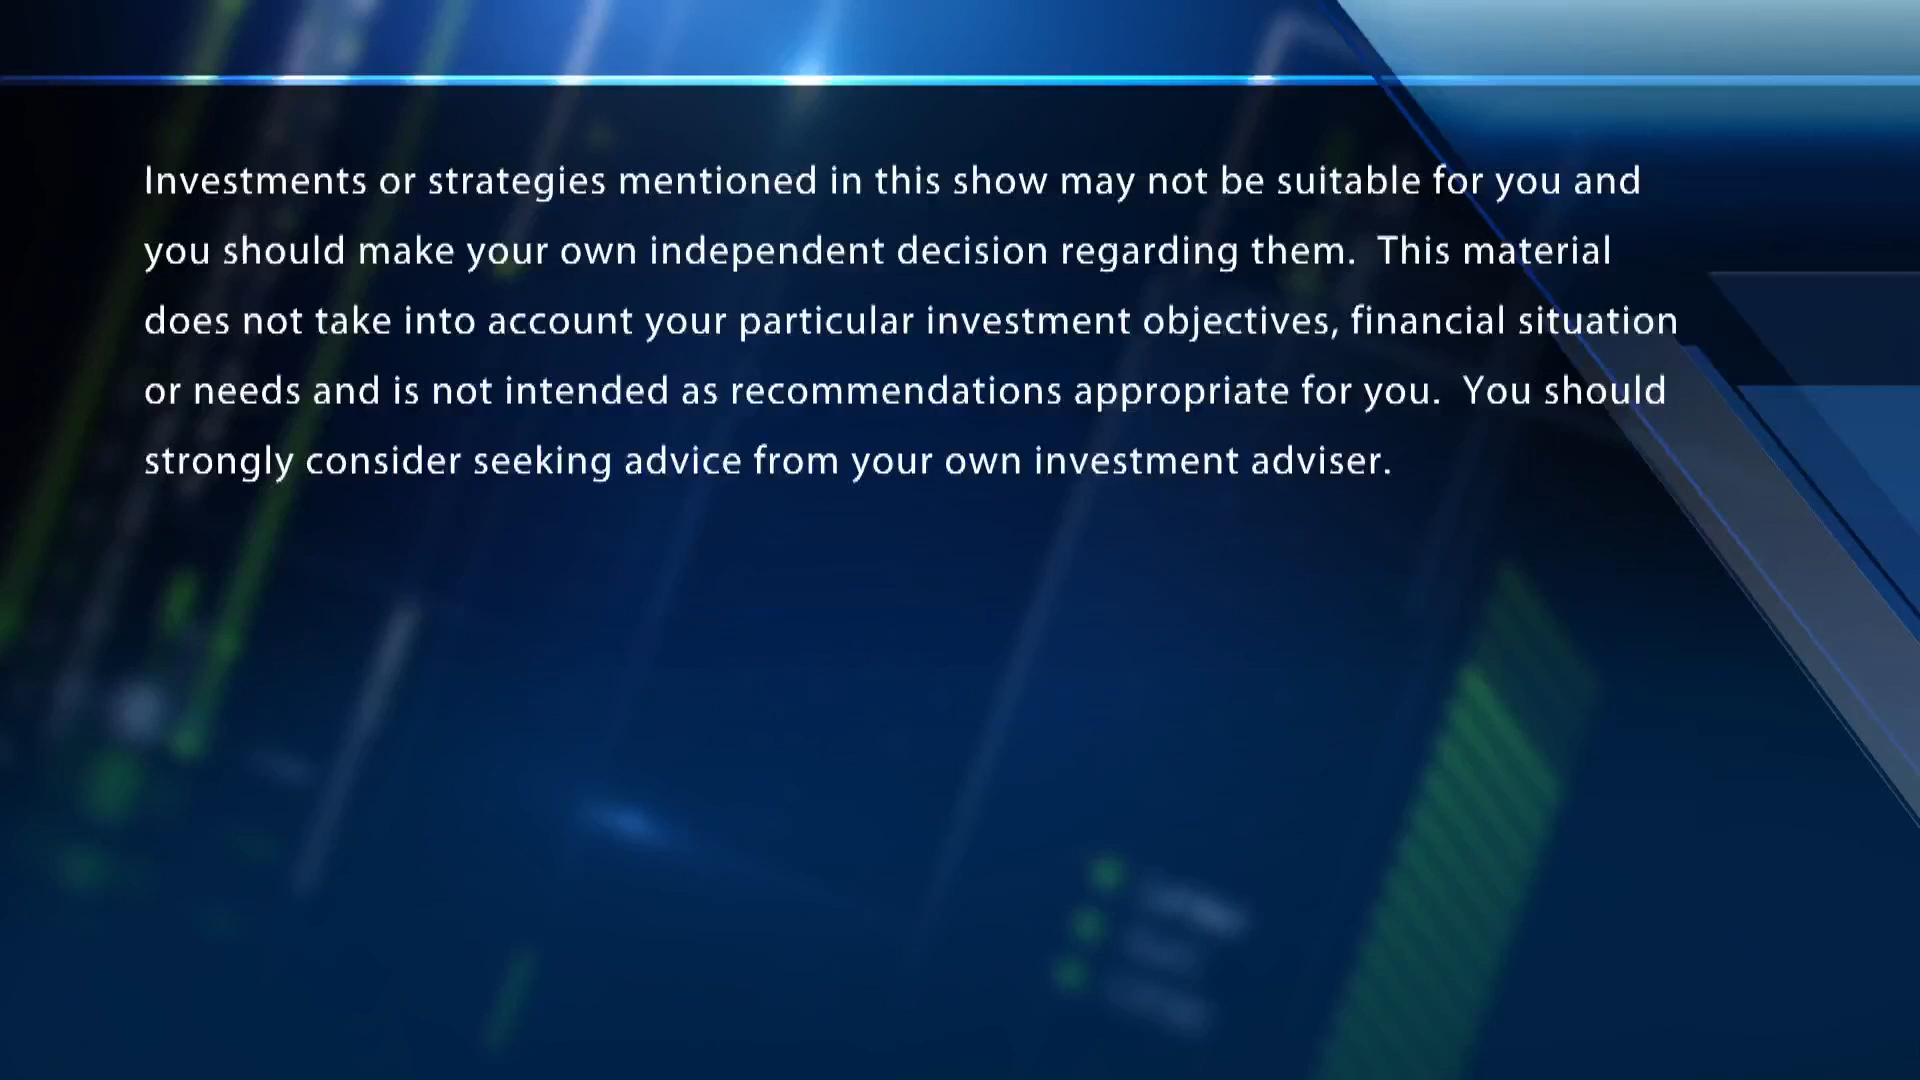 Investments or strategies mentioned in this show may not be suitable for you and
you should make your own independent decision regarding them.  This material
does not take into account your particular investment objectives, financial situation
or needs and is not intended as recommendations appropriate for you.  You should
strongly consider seeking advice from your own investment adviser.